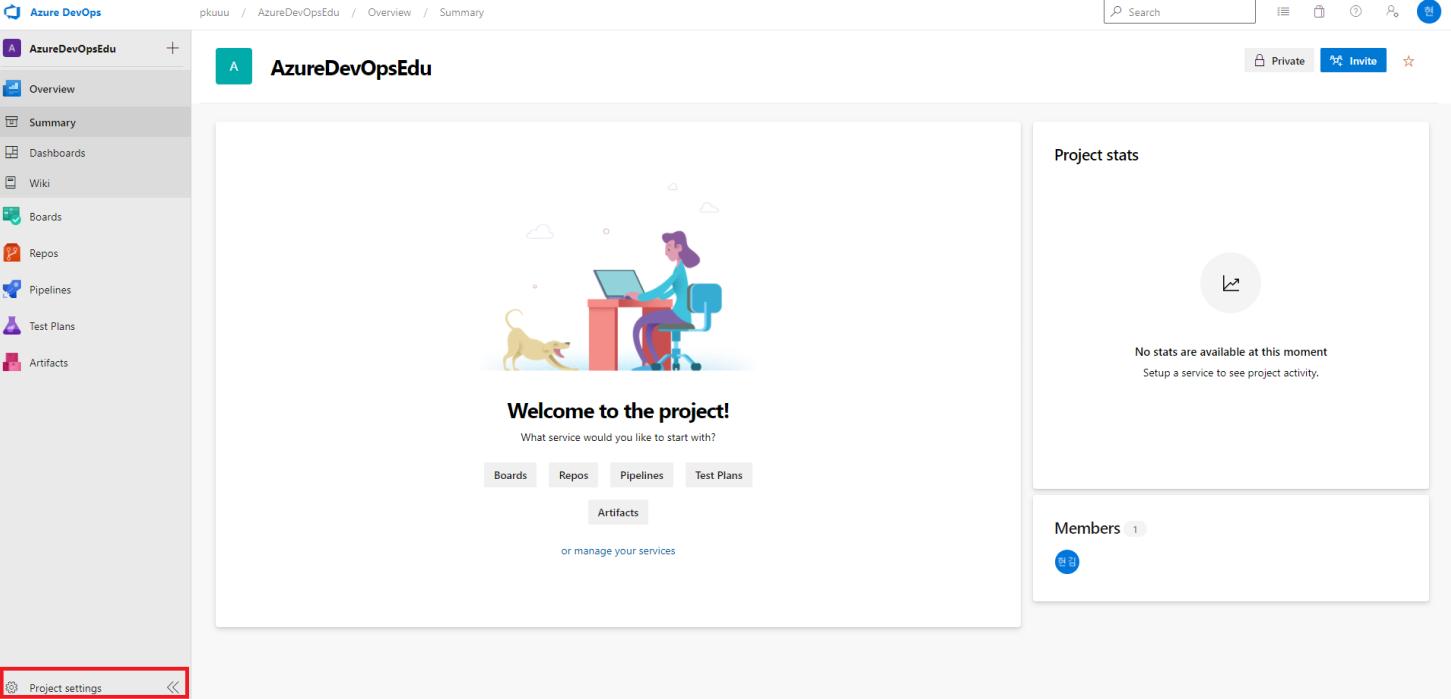 Azure DevOps
pkuuu / AzureDevOpsEdu / Overview / Summary
Search
현
A AzureDevOpsEdu
Overview
Summary
Dashboards
Wiki
Boards
Repos
Pipelines
Test Plans
Artifacts
Project settings
A AzureDevOpsEdu
Private
Invite
Welcome to the project!
What service would you like to start with?
Boards Repos Pipelines Test Plans
Artifacts
or manage your services
Project stats
No stats are available at this moment
Setup a service to see project activity.
Members 1
현김